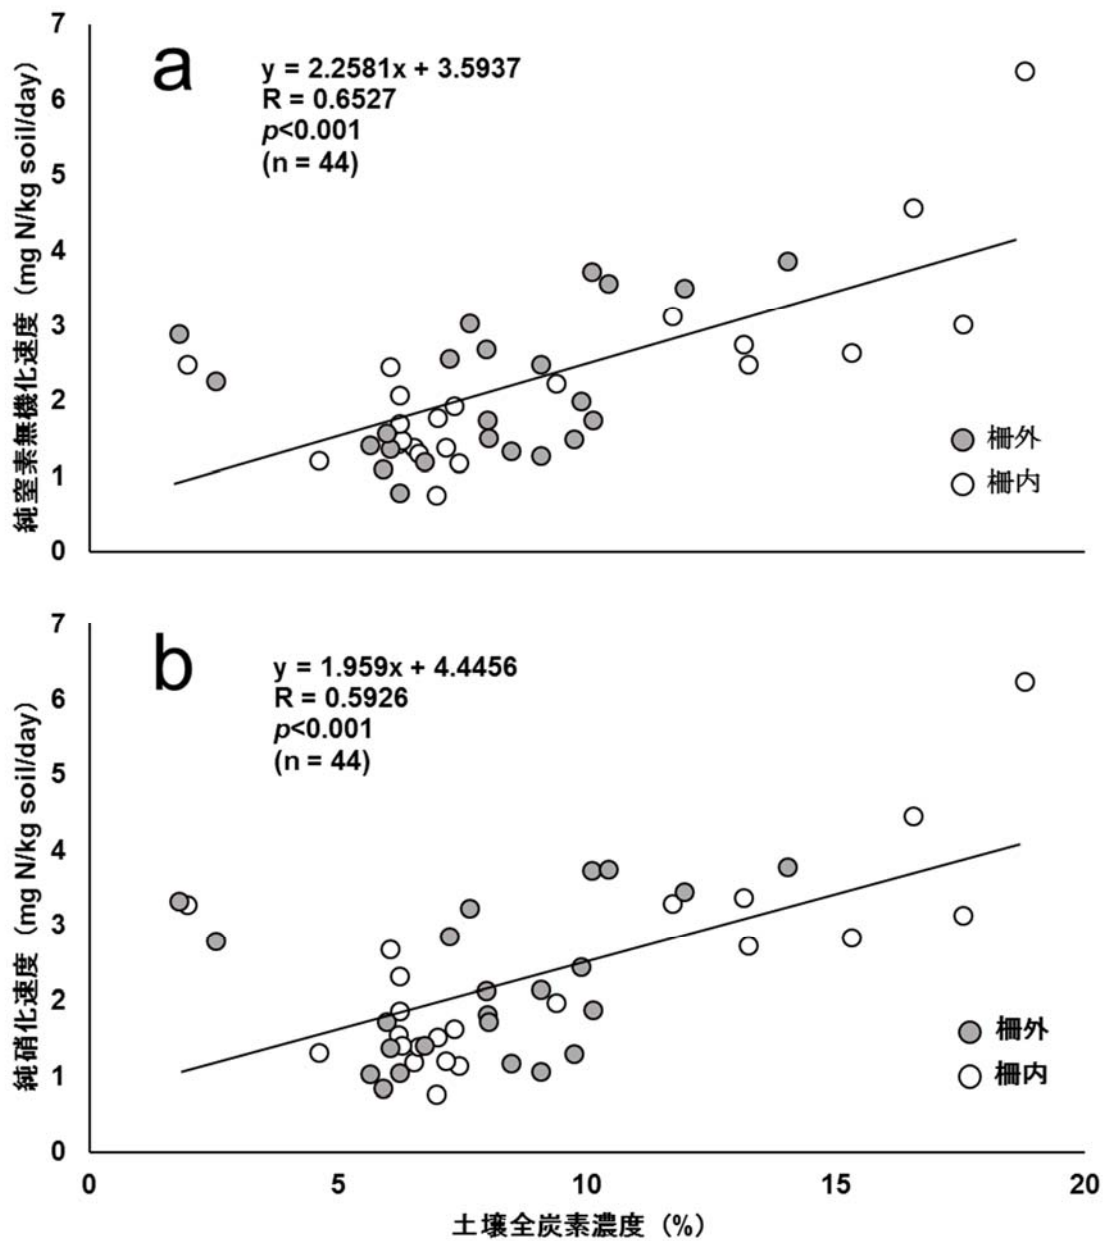 a
y = 2.2581x + 3.5937
R = 0.6527
p<0.001
(n = 44)
純窒素無機化速度（mg N/kg soil/day）
7
6
5
4
3
2
1
0
柵外
柵内
b
y = 1.959x + 4.4456
R = 0.5926
p<0.001
(n = 44)
純硝化速度（mg N/kg soil/day）
7
6
5
4
3
2
1
0
柵外
柵内
0 5 10 15 20
土壌全炭素濃度（%）